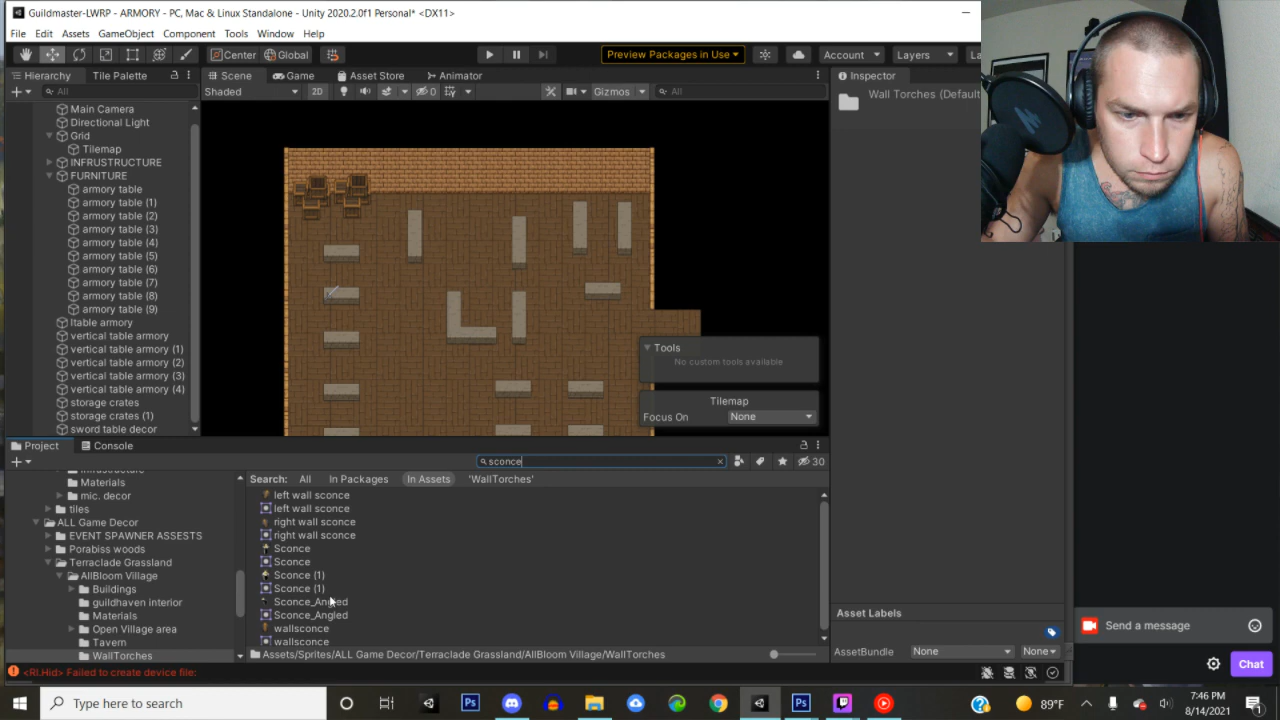 Guildmaster-LWRP - ARMORY - PC, Mac & Linux Standalone - Unity 2020.2.0f1 Personal* <DX11>
File Edit Assets GameObject Component Tools Window Help
Center Global Preview Packages in Use Account Layers La
Hierarchy Tile Palette Scene Game Asset Store Animator Inspector
All Shaded 2D 0 Gizmos All Wall Torches (Default
Main Camera
Directional Light
Grid
Tilemap
INFRUSTRUCTURE
FURNITURE
armory table
armory table (1)
armory table (2)
armory table (3)
armory table (4)
armory table (5)
armory table (6)
armory table (7)
armory table (8)
armory table (9)
ltable armory
vertical table armory
vertical table armory (1)
vertical table armory (2)
vertical table armory (3)
vertical table armory (4)
storage crates
storage crates (1)
sword table decor
Tools
No custom tools available
Tilemap
Focus On None
Project Console
sconce 30
Search: All In Packages In Assets 'WallTorches'
Materials
mic. decor
tiles
ALL Game Decor
EVENT SPAWNER ASSESTS
Porabiss woods
Terraclade Grassland
AllBloom Village
Buildings
guildhaven interior
Materials
Open Village area
Tavern
WallTorches
left wall sconce
left wall sconce
right wall sconce
right wall sconce
Sconce
Sconce
Sconce (1)
Sconce (1)
Sconce_Angled
Sconce_Angled
wallsconce
wallsconce
Assets/Sprites/ALL Game Decor/Terraclade Grassland/AllBloom Village/WallTorches
Asset Labels
AssetBundle None None
<RI.Hid> Failed to create device file:
Send a message
Chat
Type here to search
89°F
7:46 PM
8/14/2021